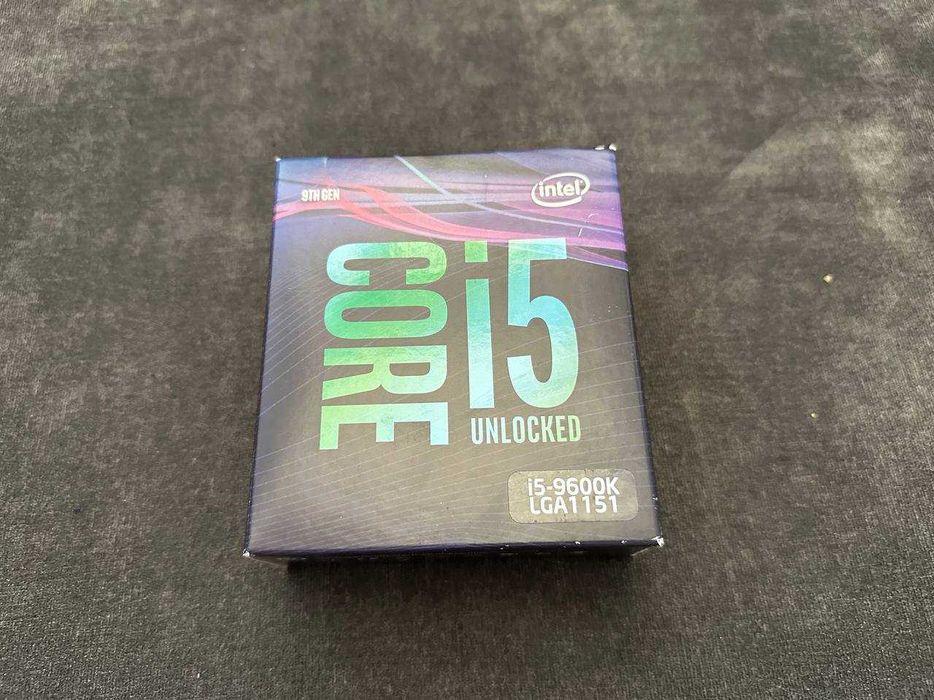 9TH GEN
intel
CORE
i5
UNLOCKED
i5-9600K
LGA1151